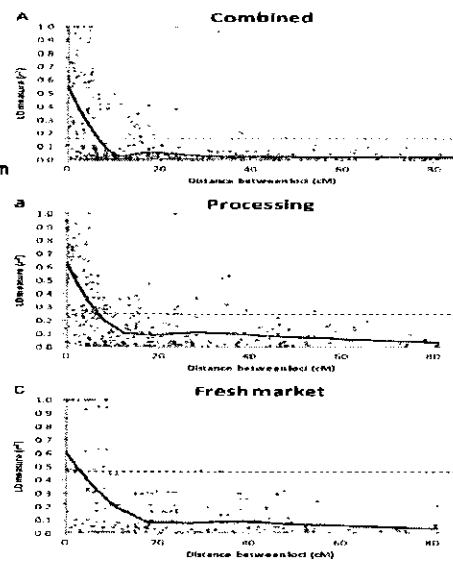 A Combined
1.0
0.9
0.8
0.7
0.6
0.5
0.4
0.3
0.2
0.1
0.0
LD measure (r²)
0 20 40 60 80
Distance between loci (cM)
m
a Processing
1.0
0.9
0.8
0.7
0.6
0.5
0.4
0.3
0.2
0.1
0.0
LD measure (r²)
0 20 40 60 80
Distance between loci (cM)
C Fresh market
1.0
0.9
0.8
0.7
0.6
0.5
0.4
0.3
0.2
0.1
0.0
LD measure (r²)
0 20 40 60 80
Distance between loci (cM)